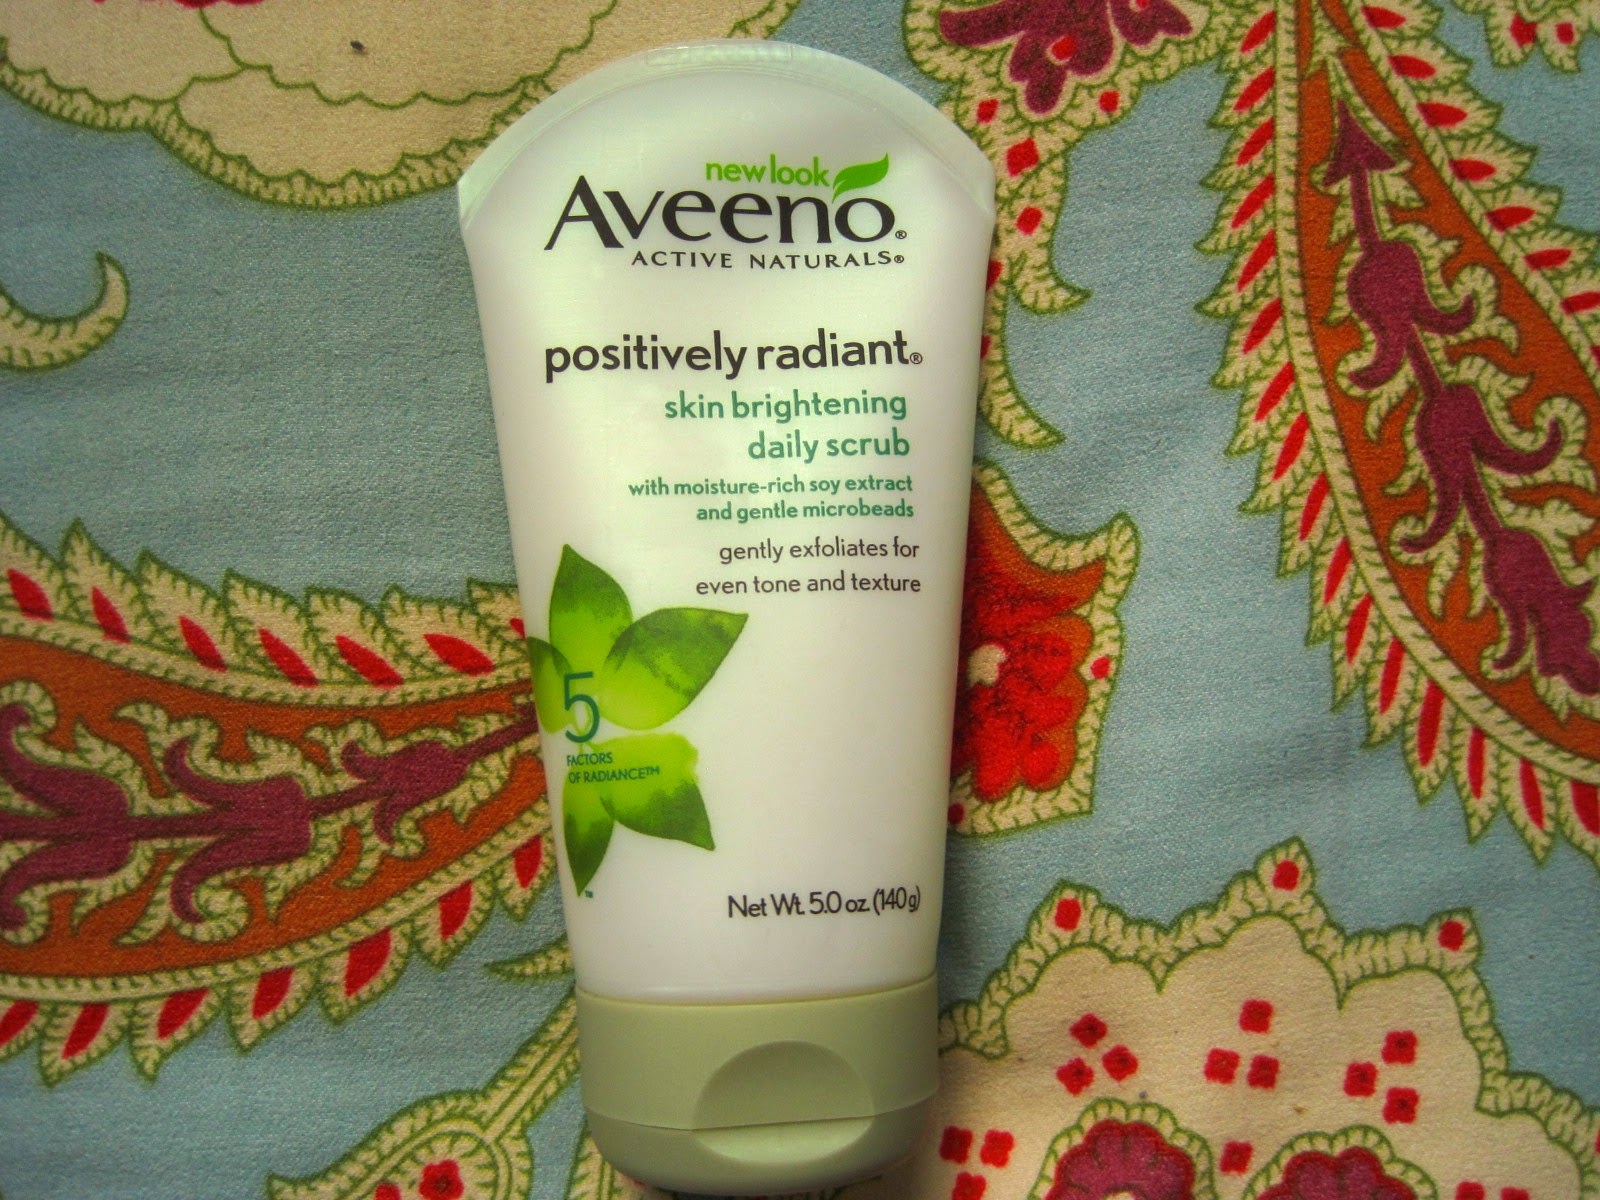 new look
Aveeno®
ACTIVE NATURALS®
positively radiant®
skin brightening
daily scrub
with moisture-rich soy extract
and gentle microbeads
gently exfoliates for
even tone and texture
5
FACTORS
OF RADIANCE™
™
Net Wt. 5.0 oz. (140 g)